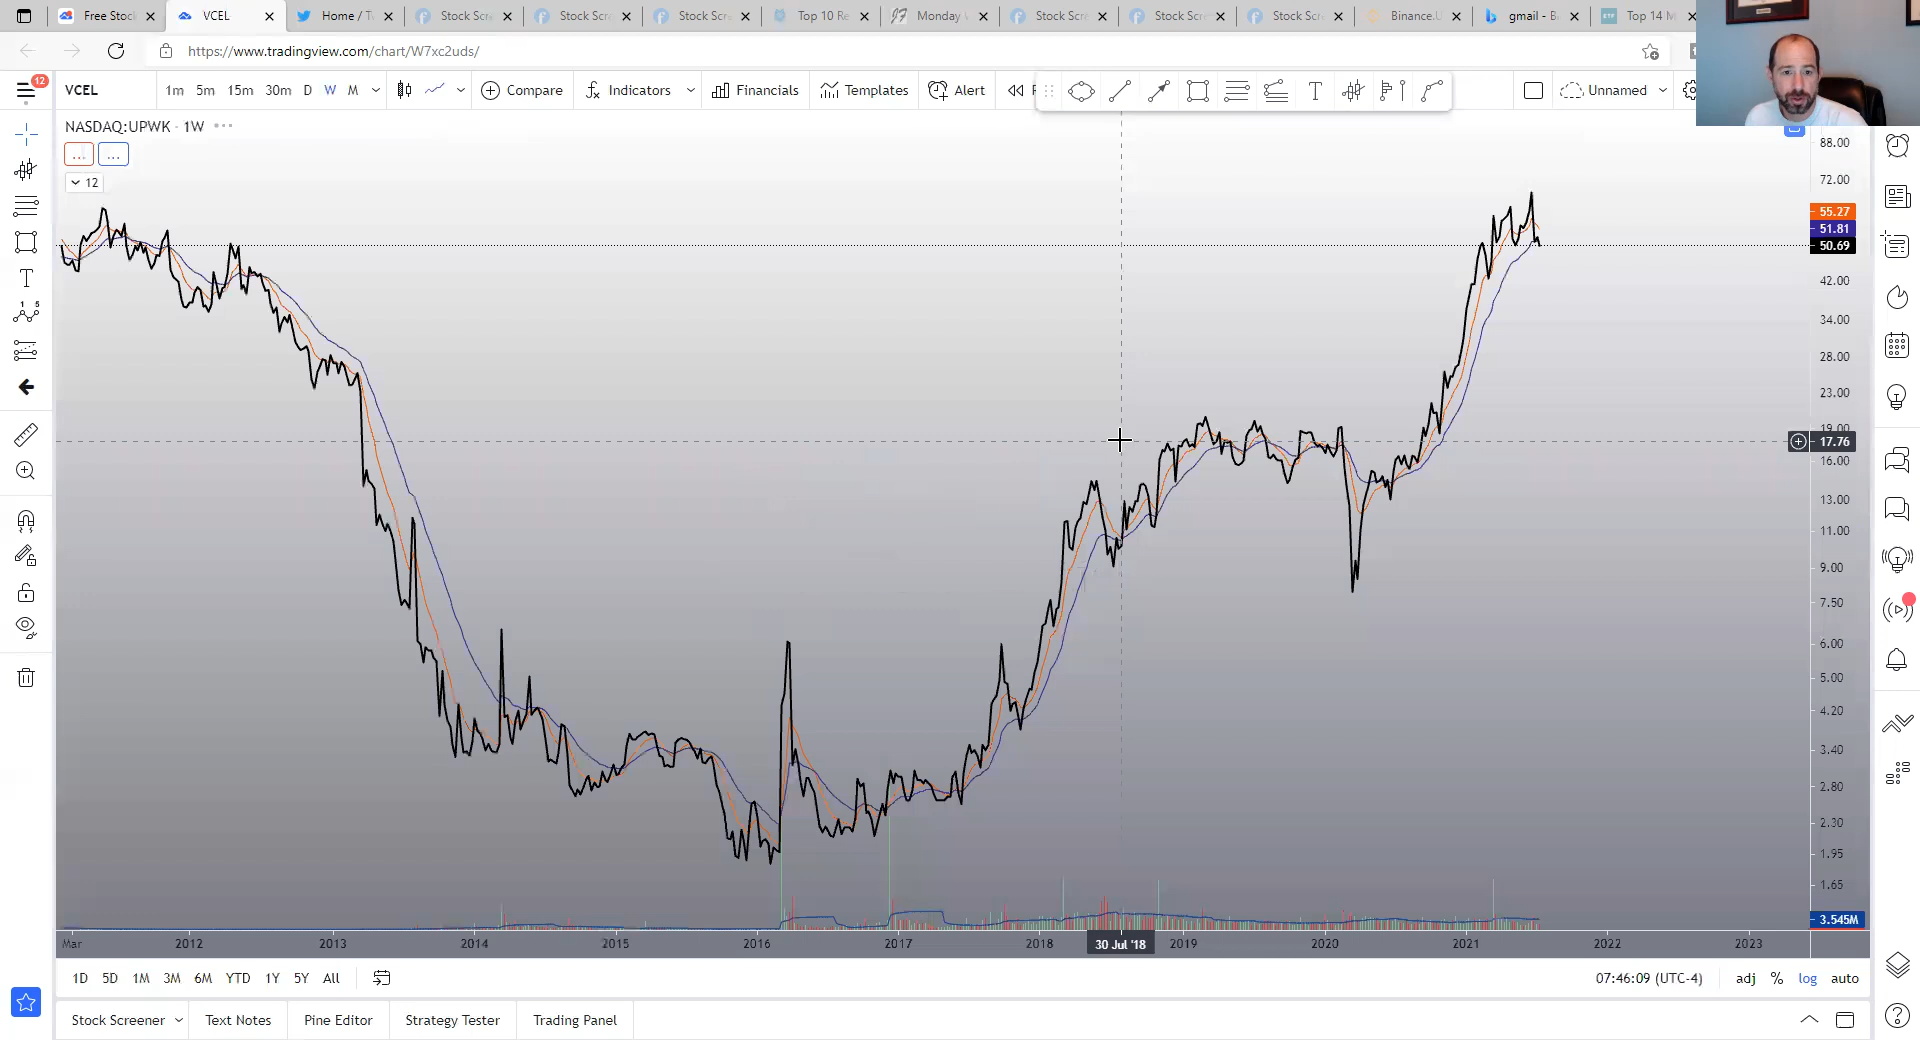 Free Stock
VCEL
Home / T
Stock Scr
Stock Scr
Stock Scr
Top 10 Re
Monday
Stock Scr
Stock Scr
Stock Scr
Binance.U
gmail - B
Top 14 M
https://www.tradingview.com/chart/W7xc2uds/
12
VCEL
1m 5m 15m 30m D W M
Compare
Indicators
Financials
Templates
Alert
T
Unnamed
NASDAQ:UPWK · 1W ···
... ...
12
88.00
72.00
55.27
51.81
50.69
42.00
34.00
28.00
23.00
19.00
17.76
16.00
13.00
11.00
9.00
7.50
6.00
5.00
4.20
3.40
2.80
2.30
1.95
1.65
3.545M
T
1 5
Mar 2012 2013 2014 2015 2016 2017 2018 30 Jul '18 2019 2020 2021 2022 2023
1D 5D 1M 3M 6M YTD 1Y 5Y All
07:46:09 (UTC-4) adj % log auto
Stock Screener Text Notes Pine Editor Strategy Tester Trading Panel